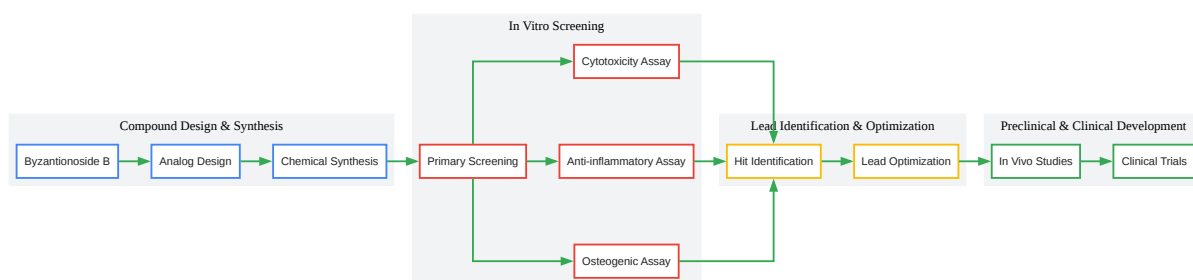 In Vitro Screening
Cytotoxicity Assay
Compound Design & Synthesis
Lead Identification & Optimization
Preclinical & Clinical Development
Byzantionoside B
Analog Design
Chemical Synthesis
Primary Screening
Anti-inflammatory Assay
Hit Identification
Lead Optimization
In Vivo Studies
Clinical Trials
Osteogenic Assay